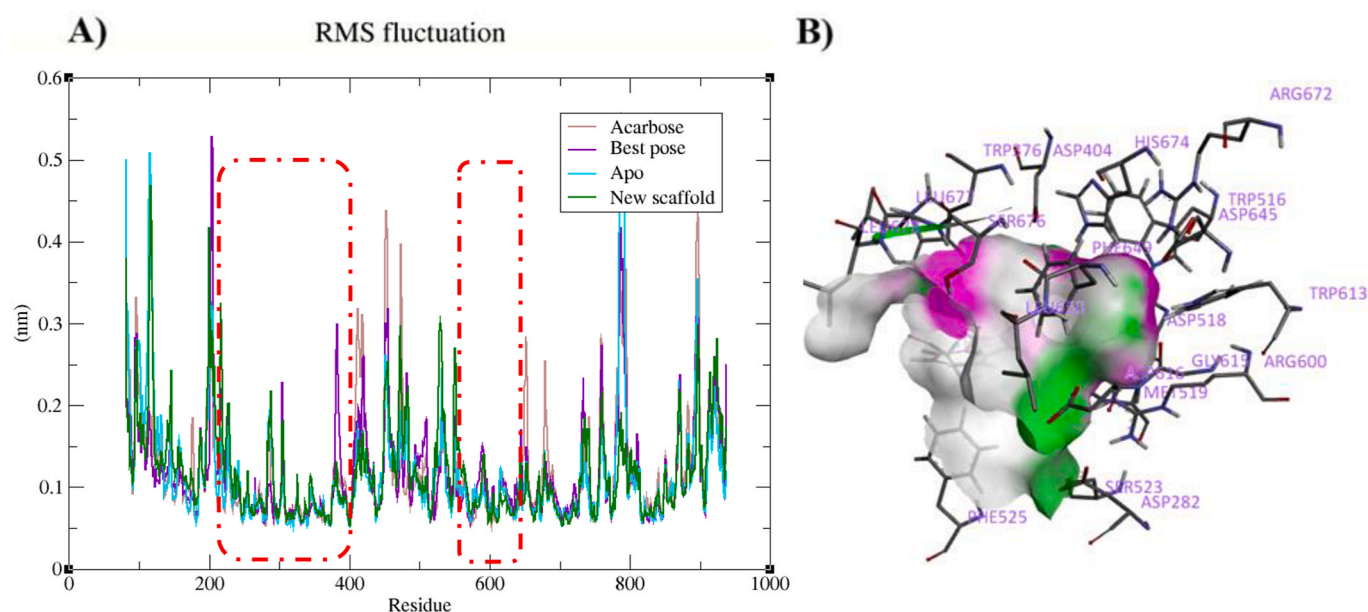 A)
RMS fluctuation
0.6
0.5
0.4
0.3
0.2
0.1
0
(nm)
0
200
400
600
800
1000
Residue
Acarbose
Best pose
Apo
New scaffold
B)
ARG672
TRP376
ASP404
HIS674
LEU677
TRP516
SER676
ASP645
PHE649
TRP613
ASP518
GLY615
ARG600
MET519
SER523
ASP282
PHE525